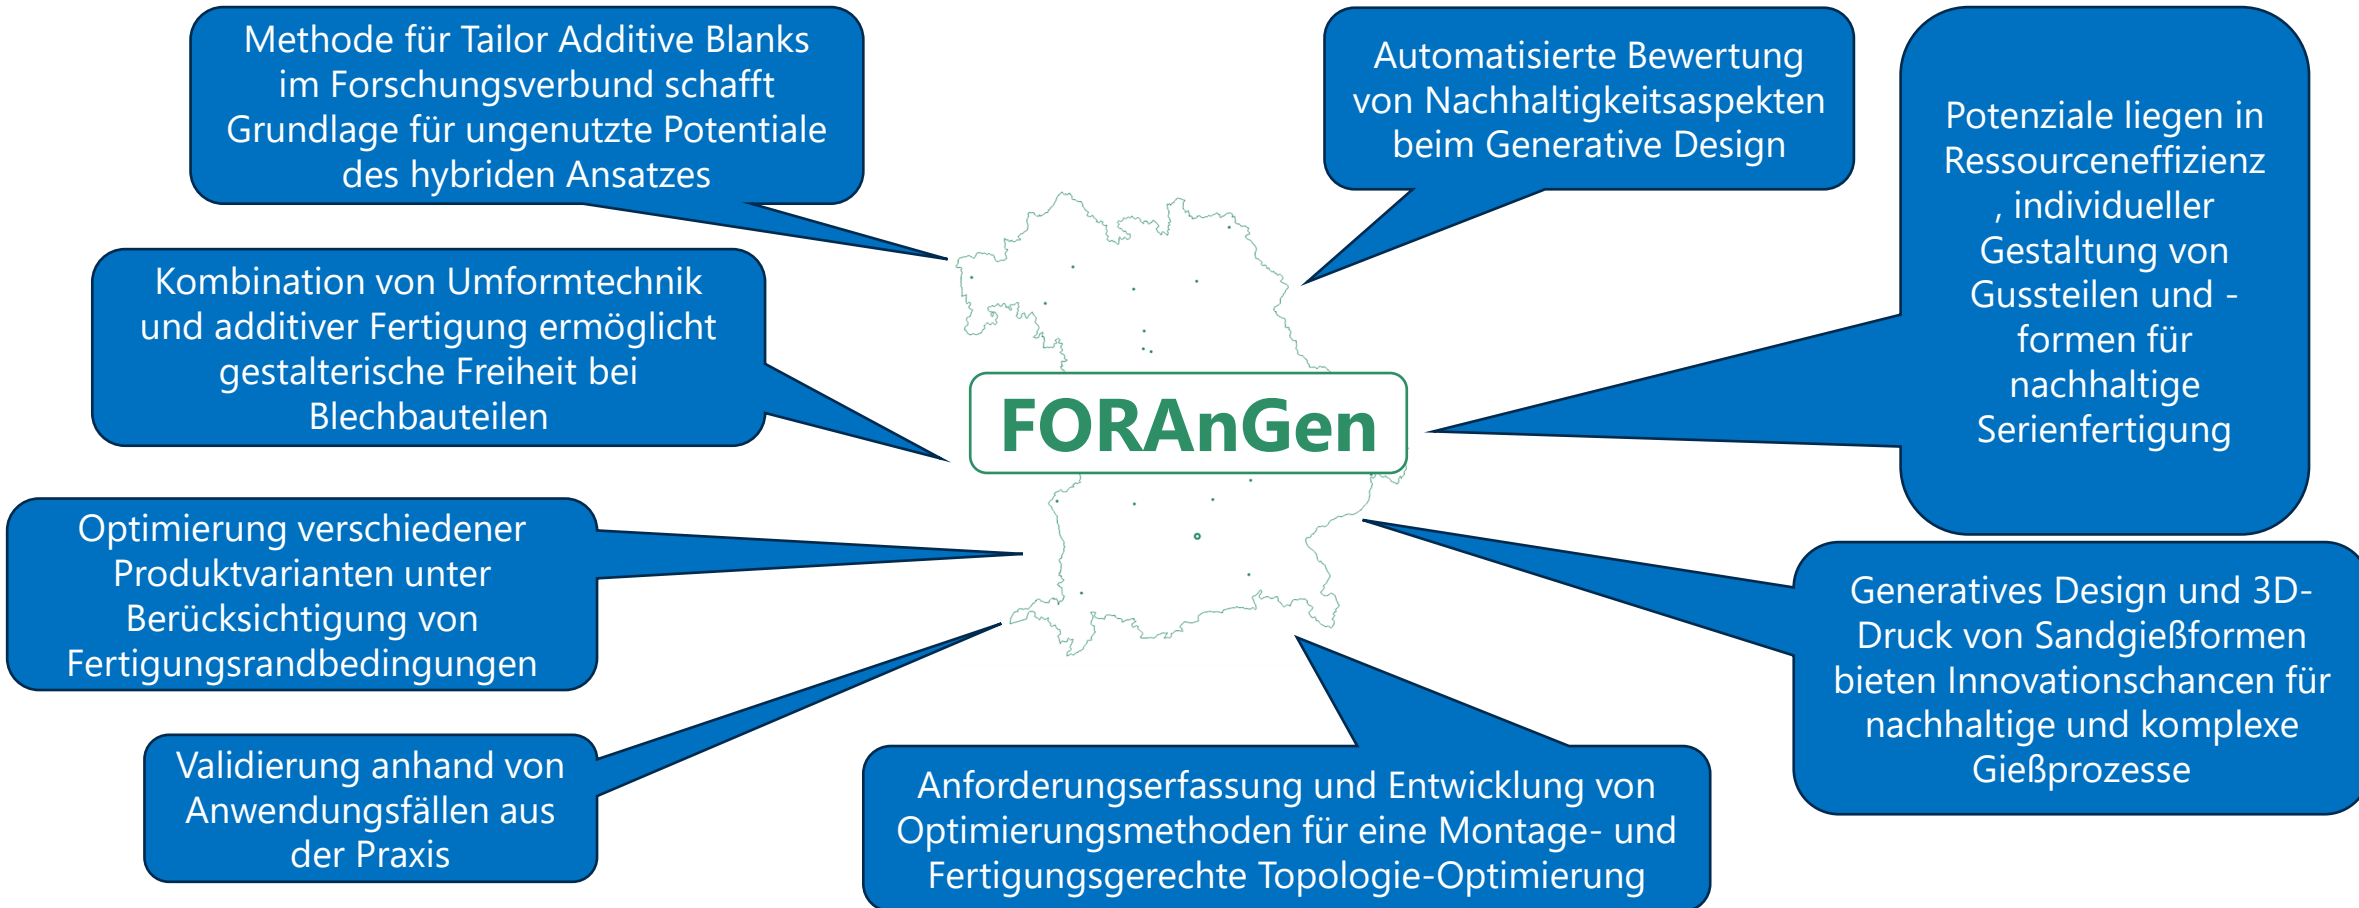 Methode für Tailor Additive Blanks
im Forschungsverbund schafft
Grundlage für ungenutzte Potentiale
des hybriden Ansatzes
Automatisierte Bewertung
von Nachhaltigkeitsaspekten
beim Generative Design
Potenziale liegen in
Ressourceneffizienz
, individueller
Gestaltung von
Gussteilen und -
formen für
nachhaltige
Serienfertigung
Kombination von Umformtechnik
und additiver Fertigung ermöglicht
gestalterische Freiheit bei
Blechbauteilen
FORAnGen
Optimierung verschiedener
Produktvarianten unter
Berücksichtigung von
Fertigungsrandbedingungen
Generatives Design und 3D-
Druck von Sandgießformen
bieten Innovationschancen für
nachhaltige und komplexe
Gießprozesse
Validierung anhand von
Anwendungsfällen aus
der Praxis
Anforderungserfassung und Entwicklung von
Optimierungsmethoden für eine Montage- und
Fertigungsgerechte Topologie-Optimierung